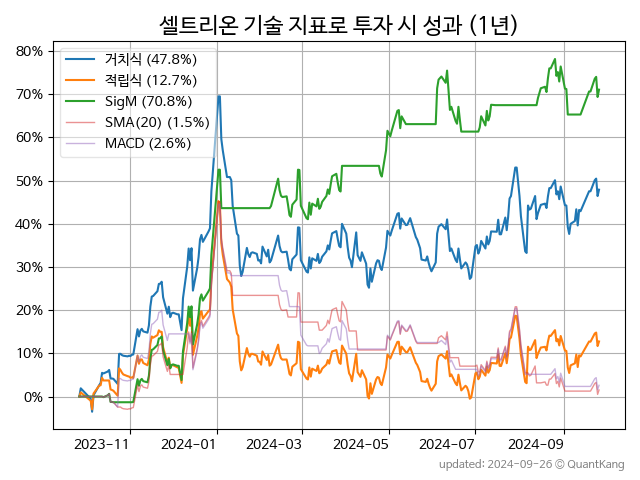 셀트리온 기술 지표로 투자 시 성과 (1년)
80%
70%
60%
50%
40%
30%
20%
10%
0%
거치식 (47.8%)
적립식 (12.7%)
SigM (70.8%)
SMA(20) (1.5%)
MACD (2.6%)
2023-11 2024-01 2024-03 2024-05 2024-07 2024-09
updated: 2024-09-26 © QuantKang